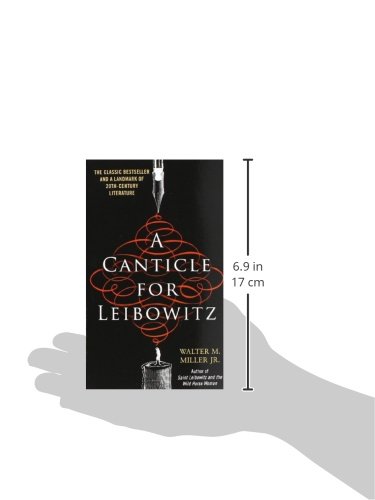 THE CLASSIC BESTSELLER
AND A LANDMARK OF
20TH-CENTURY
LITERATURE
A
CANTICLE
FOR
LEIBOWITZ
WALTER M.
MILLER JR.
Author of
Saint Leibowitz and the
Wild Horse Woman
6.9 in
17 cm